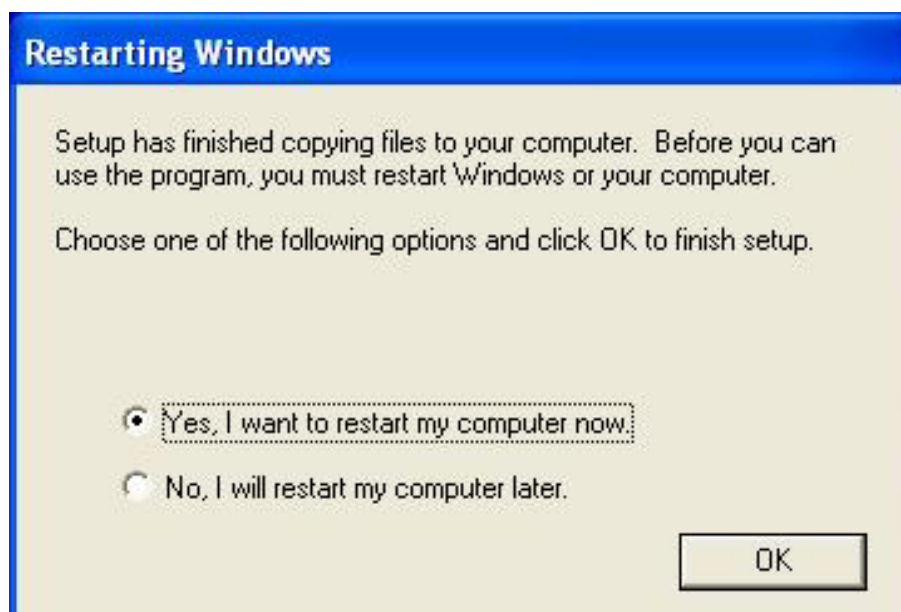 Restarting Windows
Setup has finished copying files to your computer.  Before you can
use the program, you must restart Windows or your computer.
Choose one of the following options and click OK to finish setup.
Yes, I want to restart my computer now.
No, I will restart my computer later.
OK